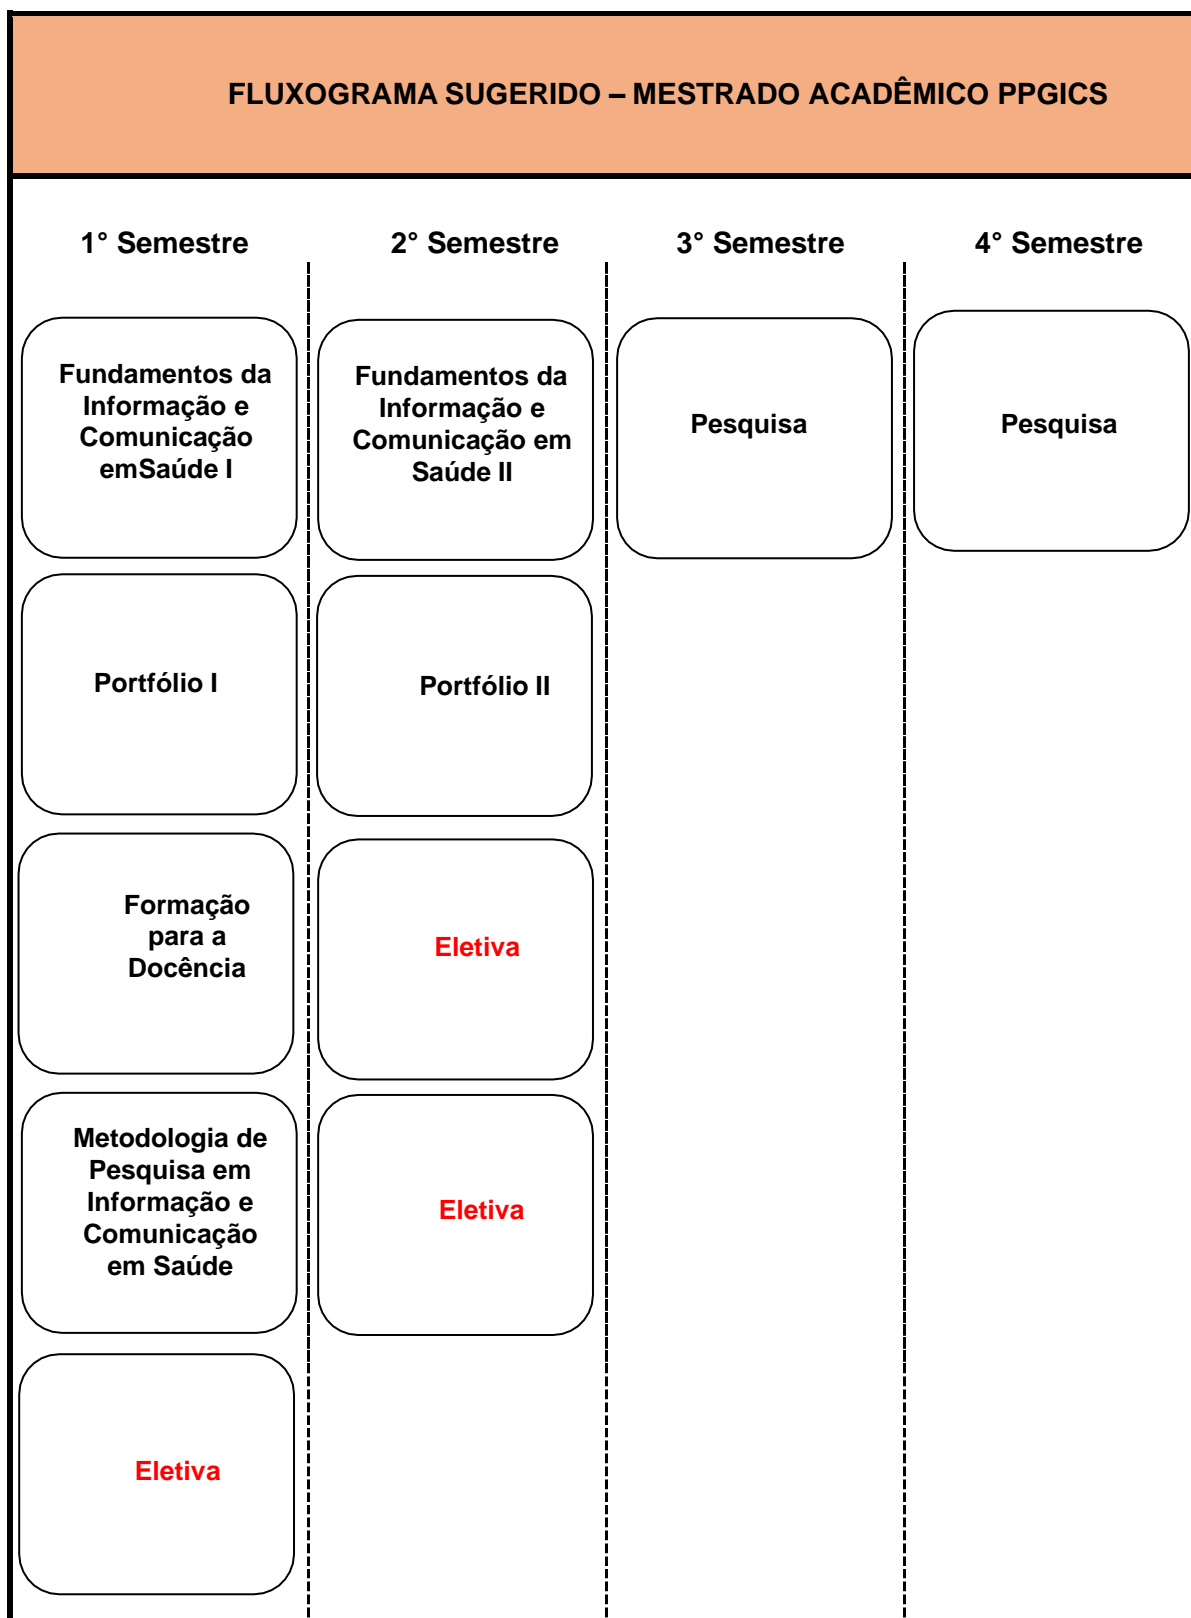 FLUXOGRAMA SUGERIDO – MESTRADO ACADÊMICO PPGICS
1° Semestre
2° Semestre
3° Semestre
4° Semestre
Fundamentos da
Informação e
Comunicação
emSaúde I
Fundamentos da
Informação e
Comunicação em
Saúde II
Pesquisa
Pesquisa
Portfólio I
Portfólio II
Formação
para a
Docência
Eletiva
Metodologia de
Pesquisa em
Informação e
Comunicação
em Saúde
Eletiva
Eletiva